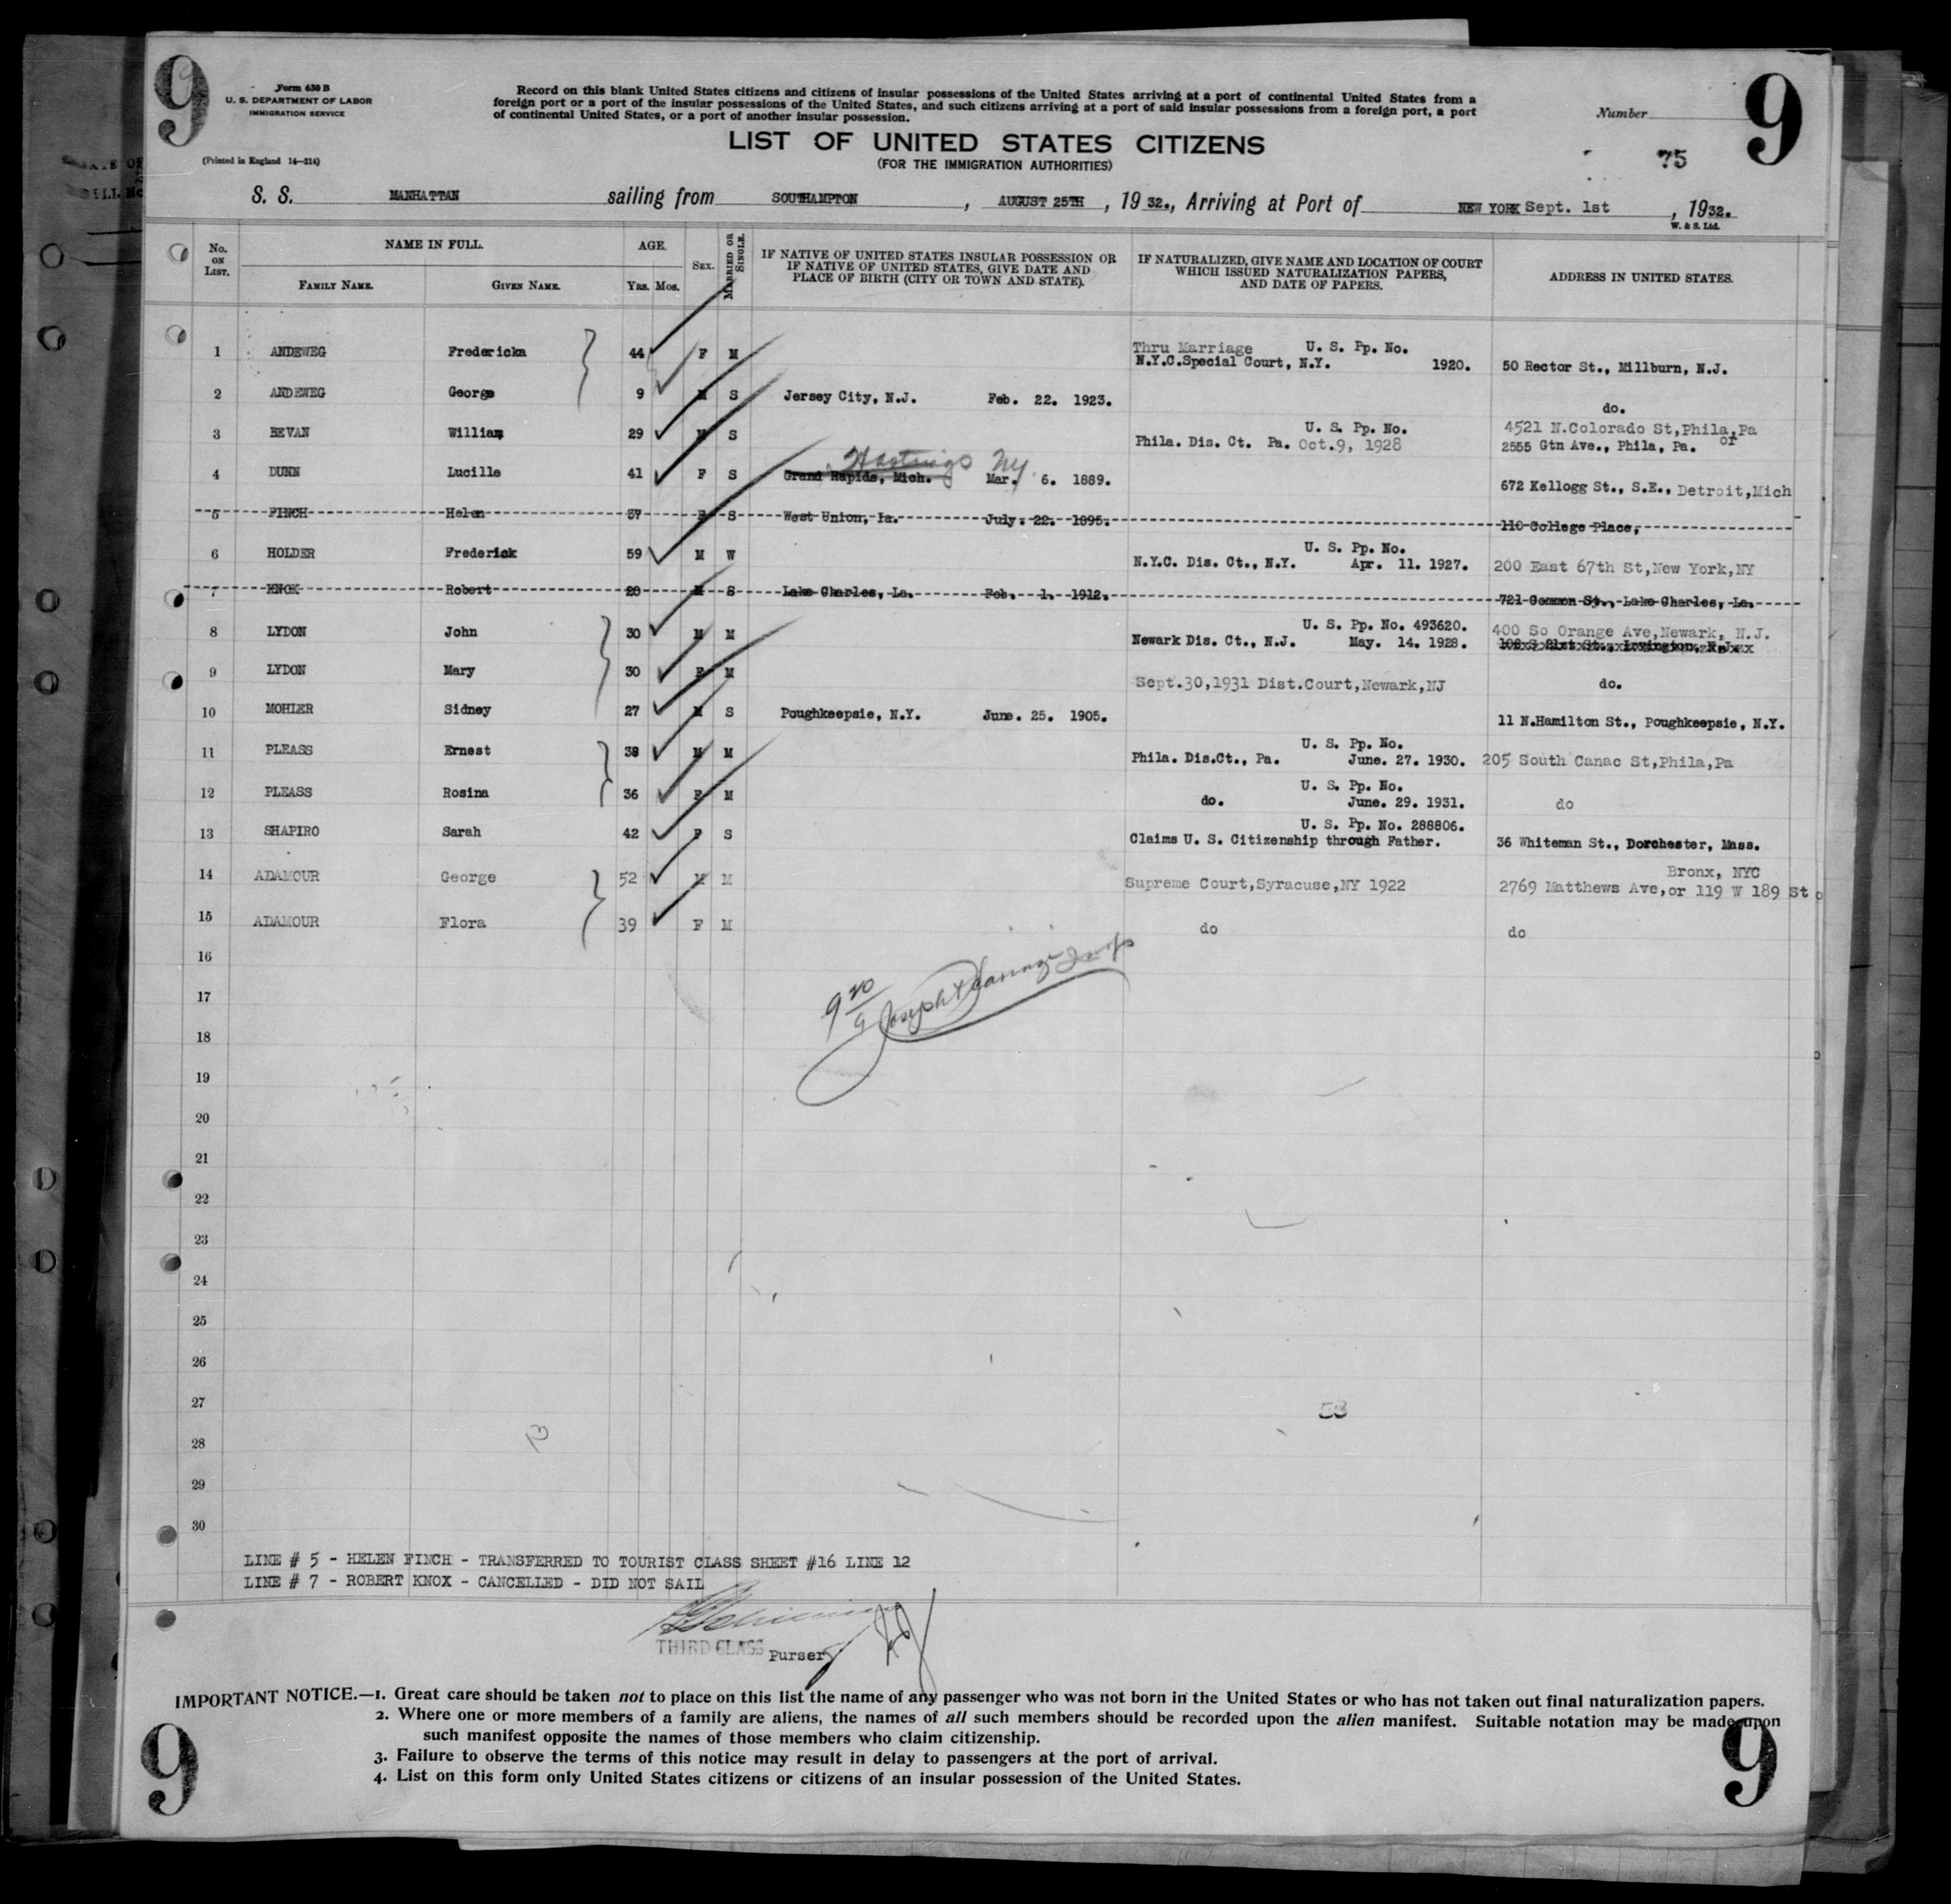 9
Form 630 B
U. S. DEPARTMENT OF LABOR
IMMIGRATION SERVICE
(Printed in England 14—214)
Record on this blank United States citizens and citizens of insular possessions of the United States arriving at a port of continental United States from a
foreign port or a port of the insular possessions of the United States, and such citizens arriving at a port of said insular possessions from a foreign port, a port
of continental United States, or a port of another insular possession.
LIST OF UNITED STATES CITIZENS
(FOR THE IMMIGRATION AUTHORITIES)
Number
9
75
S. S. MANHATTAN sailing from SOUTHAMPTON, AUGUST 25TH, 1932., Arriving at Port of NEW YORK Sept. 1st, 1932.
W. & S. Ltd.
No. ON LIST. NAME IN FULL. FAMILY NAME. GIVEN NAME. AGE. YRS. MOS. SEX. MARRIED OR SINGLE.
IF NATIVE OF UNITED STATES INSULAR POSSESSION OR
IF NATIVE OF UNITED STATES, GIVE DATE AND
PLACE OF BIRTH (CITY OR TOWN AND STATE).
IF NATURALIZED, GIVE NAME AND LOCATION OF COURT
WHICH ISSUED NATURALIZATION PAPERS,
AND DATE OF PAPERS.
ADDRESS IN UNITED STATES.
1 ANDEWEG Fredericka 44 F M Thru Marriage U. S. Pp. No.
N.Y.C.Special Court, N.Y. 1920. 50 Rector St., Millburn, N.J.
2 ANDEWEG George 9 M S Jersey City, N.J. Feb. 22. 1923. do.
3 BEVAN William 29 M S U. S. Pp. No. 4521 N.Colorado St,Phila,Pa
Phila. Dis. Ct. Pa. Oct.9, 1928 2555 Gtn Ave., Phila, Pa. or
Hastings Ny.
4 DUNN Lucille 41 F S Grand Rapids, Mich. Mar. 6. 1889. 672 Kellogg St., S.E., Detroit,Mich
5 FINCH Helen 37 F S West Union, Ia. July. 22. 1895. 110 College Place,
6 HOLDER Frederick 59 M W U. S. Pp. No.
N.Y.C. Dis. Ct., N.Y. Apr. 11. 1927. 200 East 67th St,New York,NY
7 KNOX Robert 20 M S Lake Charles, La. Feb. 1. 1912. 721 Common St., Lake Charles, La.
8 LYDON John 30 M M U. S. Pp. No. 493620. 400 So Orange Ave,Newark, N.J.
Newark Dis. Ct., N.J. May. 14. 1928.
9 LYDON Mary 30 F M Sept.30,1931 Dist.Court,Newark,NJ do.
10 MOHLER Sidney 27 M S Poughkeepsie, N.Y. June. 25. 1905. 11 N.Hamilton St., Poughkeepsie, N.Y.
11 PLEASS Ernest 38 M M U. S. Pp. No.
Phila. Dis.Ct., Pa. June. 27. 1930. 205 South Canac St,Phila,Pa
12 PLEASS Rosina 36 F M U. S. Pp. No.
do. June. 29. 1931. do
13 SHAPIRO Sarah 42 F S U. S. Pp. No. 288806.
Claims U. S. Citizenship through Father. 36 Whiteman St., Dorchester, Mass.
14 ADAMOUR George 52 M M Bronx, NYC
Supreme Court,Syracuse,NY 1922 2769 Matthews Ave,or 119 W 189 St
15 ADAMOUR Flora 39 F M do do
16
17
18
19
20
21
22
23
24
25
26
27
28
29
30
LINE # 5 - HELEN FINCH - TRANSFERRED TO TOURIST CLASS SHEET #16 LINE 12
LINE # 7 - ROBERT KNOX - CANCELLED - DID NOT SAIL
THIRD CLASS Purser
IMPORTANT NOTICE.—1. Great care should be taken not to place on this list the name of any passenger who was not born in the United States or who has not taken out final naturalization papers.
2. Where one or more members of a family are aliens, the names of all such members should be recorded upon the alien manifest. Suitable notation may be made upon
such manifest opposite the names of those members who claim citizenship.
3. Failure to observe the terms of this notice may result in delay to passengers at the port of arrival.
4. List on this form only United States citizens or citizens of an insular possession of the United States.
9
9